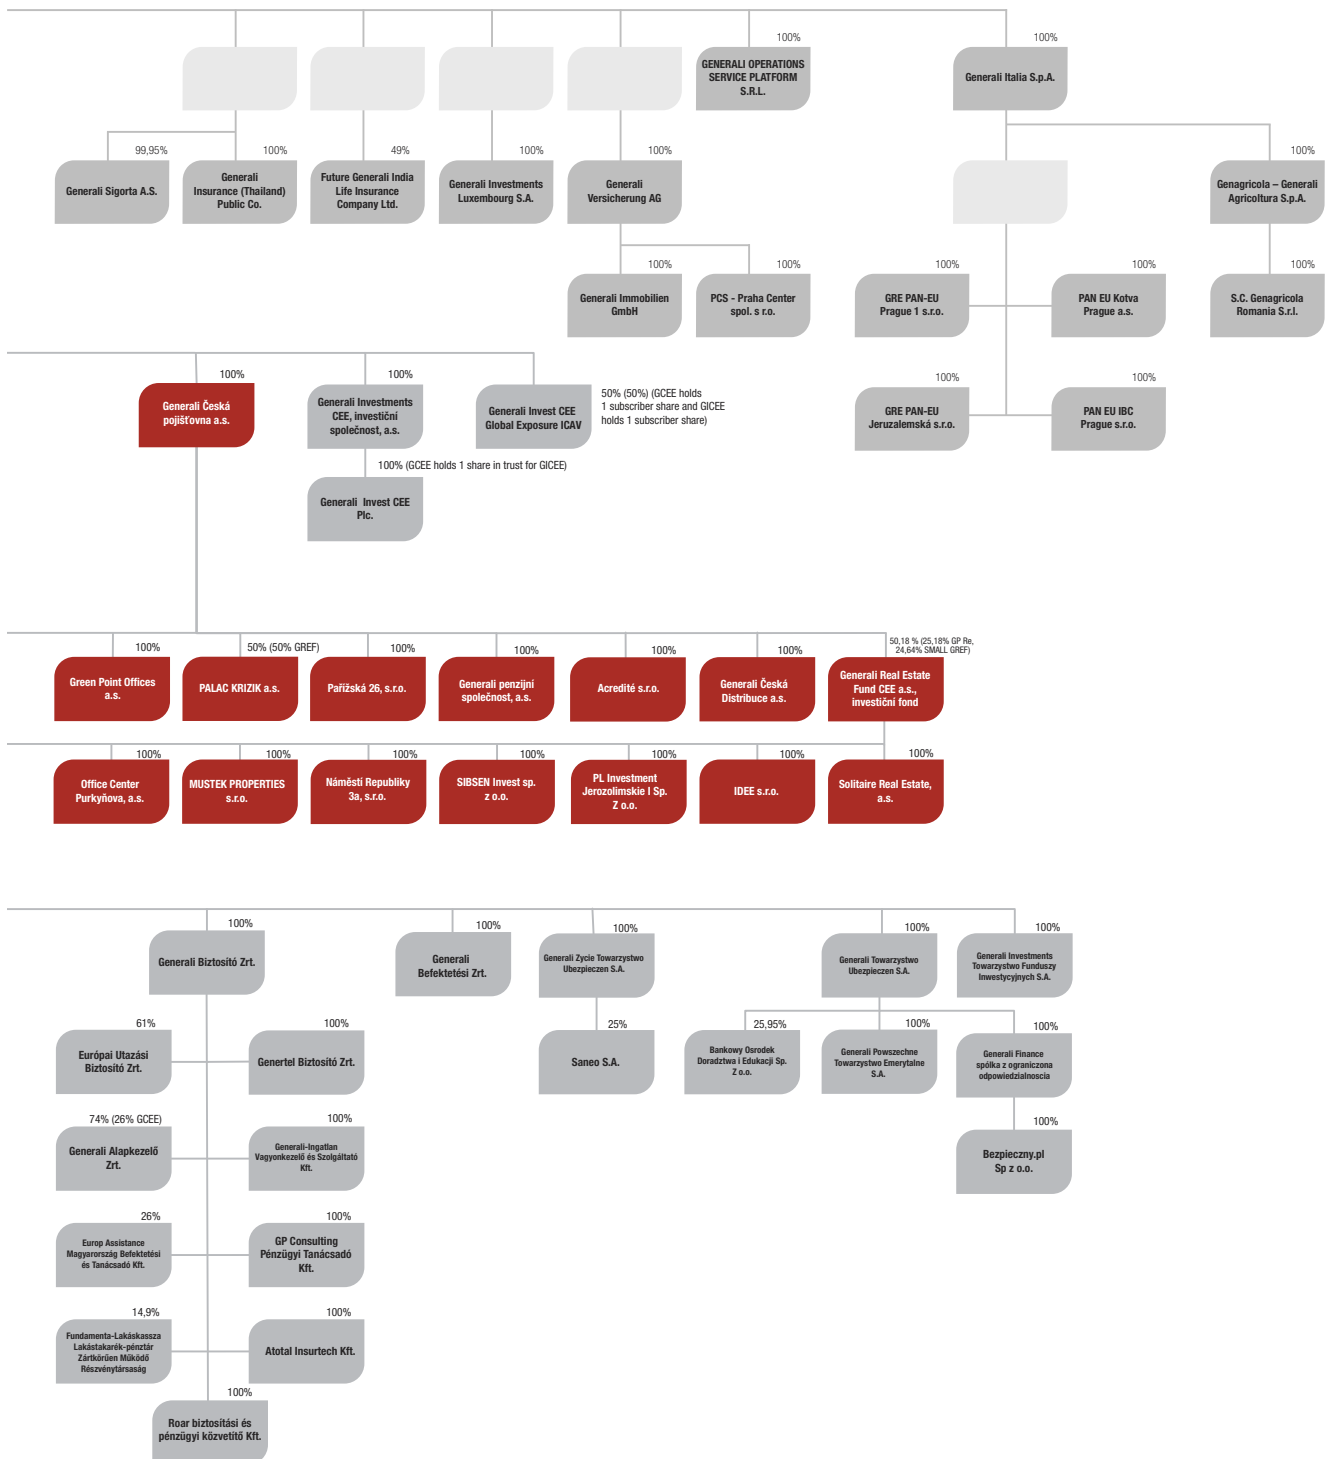 100%
GENERALI OPERATIONS
SERVICE PLATFORM
S.R.L.
100%
Generali Italia S.p.A.
99,95%
Generali Sigorta A.S.
100%
Generali
Insurance (Thailand)
Public Co.
49%
Future Generali India
Life Insurance
Company Ltd.
100%
Generali Investments
Luxembourg S.A.
100%
Generali
Versicherung AG
100%
Genagricola – Generali
Agricoltura S.p.A.
100%
Generali Immobilien
GmbH
100%
PCS - Praha Center
spol. s r.o.
100%
GRE PAN-EU
Prague 1 s.r.o.
100%
PAN EU Kotva
Prague a.s.
100%
S.C. Genagricola
Romania S.r.l.
100%
GRE PAN-EU
Jeruzalemská s.r.o.
100%
PAN EU IBC
Prague s.r.o.
100%
Generali Česká
pojišťovna a.s.
100%
Generali Investments
CEE, investiční
společnost, a.s.
Generali Invest CEE
Global Exposure ICAV
50% (50%) (GCEE holds
1 subscriber share and GICEE
holds 1 subscriber share)
100% (GCEE holds 1 share in trust for GICEE)
Generali Invest CEE
Plc.
100%
Green Point Offices
a.s.
50% (50% GREF)
PALAC KRIZIK a.s.
100%
Pařížská 26, s.r.o.
100%
Generali penzijní
společnost, a.s.
100%
Acredité s.r.o.
100%
Generali Česká
Distribuce a.s.
50,18 % (25,18% GP Re,
24,64% SMALL GREF)
Generali Real Estate
Fund CEE a.s.,
investiční fond
100%
Office Center
Purkyňova, a.s.
100%
MUSTEK PROPERTIES
s.r.o.
100%
Náměstí Republiky
3a, s.r.o.
100%
SIBSEN Invest sp.
z o.o.
100%
PL Investment
Jerozolimskie I Sp.
Z o.o.
100%
IDEE s.r.o.
100%
Solitaire Real Estate,
a.s.
100%
Generali Biztosító Zrt.
100%
Generali
Befektetési Zrt.
100%
Generali Zycie Towarzystwo
Ubezpieczen S.A.
100%
Generali Towarzystwo
Ubezpieczen S.A.
100%
Generali Investments
Towarzystwo Funduszy
Inwestycyjnych S.A.
61%
Európai Utazási
Biztosító Zrt.
100%
Genertel Biztosító Zrt.
25%
Saneo S.A.
25,95%
Bankowy Osrodek
Doradztwa i Edukacji Sp.
Z o.o.
100%
Generali Powszechne
Towarzystwo Emerytalne
S.A.
100%
Generali Finance
spólka z ograniczona
odpowiedzialnoscia
74% (26% GCEE)
Generali Alapkezelő
Zrt.
100%
Generali-Ingatlan
Vagyonkezelő és Szolgáltató
Kft.
100%
Bezpieczny.pl
Sp z o.o.
26%
Europ Assistance
Magyarország Befektetési
és Tanácsadó Kft.
100%
GP Consulting
Pénzügyi Tanácsadó
Kft.
14,9%
Fundamenta-Lakáskassza
Lakástakarék-pénztár
Zártkörűen Működő
Részvénytársaság
100%
Atotal Insurtech Kft.
100%
Roar biztosítási és
pénzügyi közvetítő Kft.